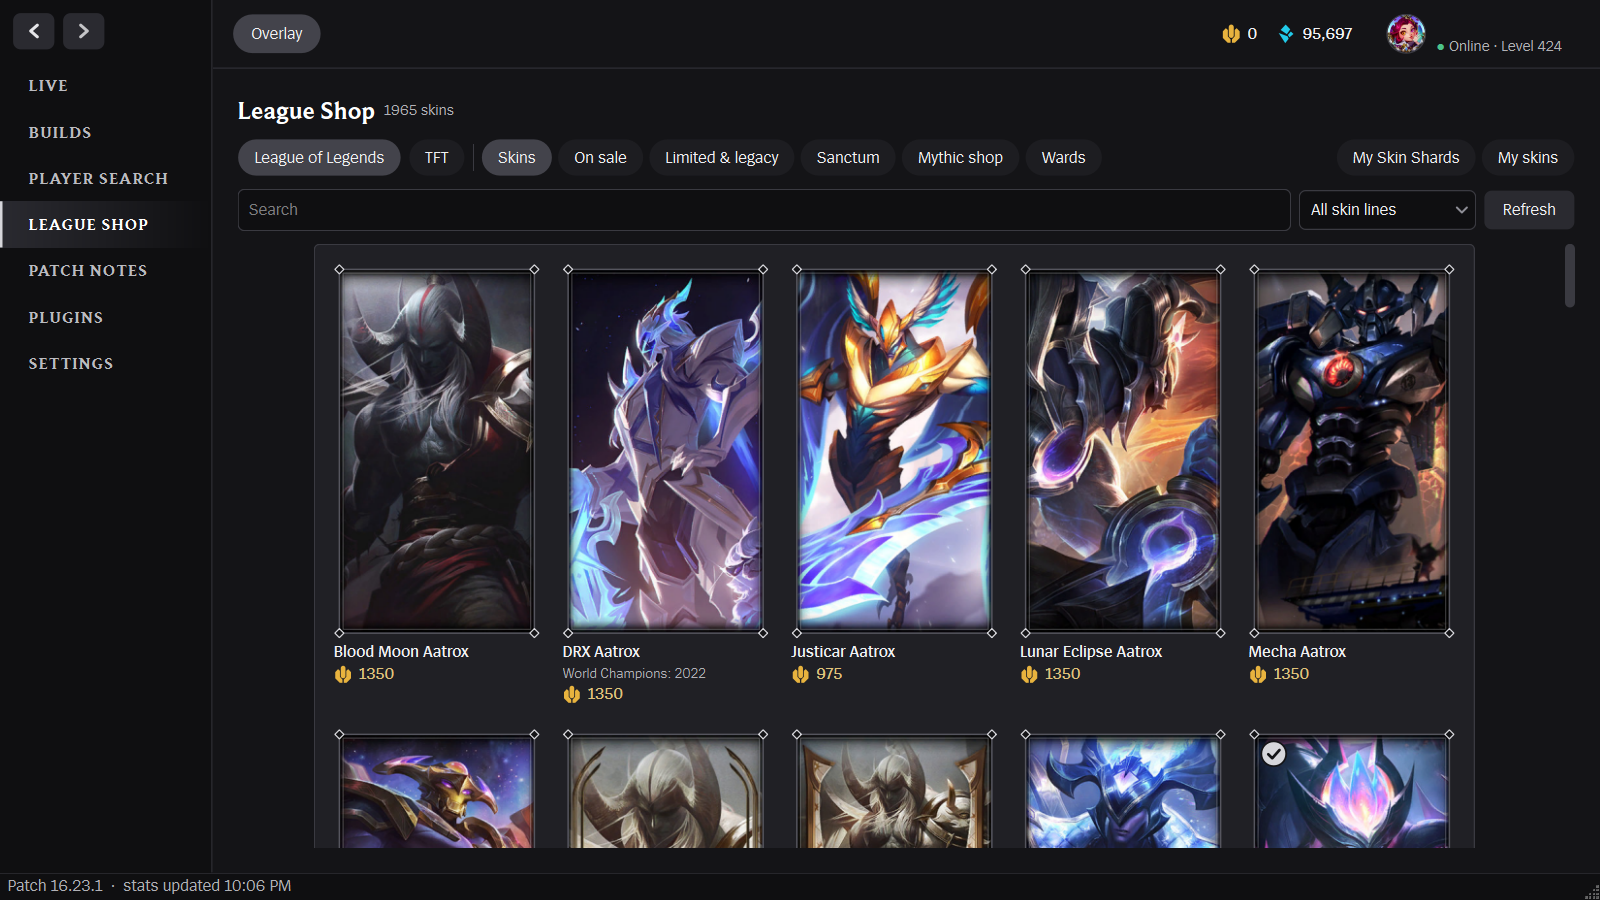 Overlay
0
95,697
Online · Level 424
LIVE
BUILDS
PLAYER SEARCH
LEAGUE SHOP
PATCH NOTES
PLUGINS
SETTINGS
League Shop 1965 skins
League of Legends
TFT
Skins
On sale
Limited & legacy
Sanctum
Mythic shop
Wards
My Skin Shards
My skins
Search
All skin lines
Refresh
Blood Moon Aatrox
1350
DRX Aatrox
World Champions: 2022
1350
Justicar Aatrox
975
Lunar Eclipse Aatrox
1350
Mecha Aatrox
1350
Patch 16.23.1 · stats updated 10:06 PM